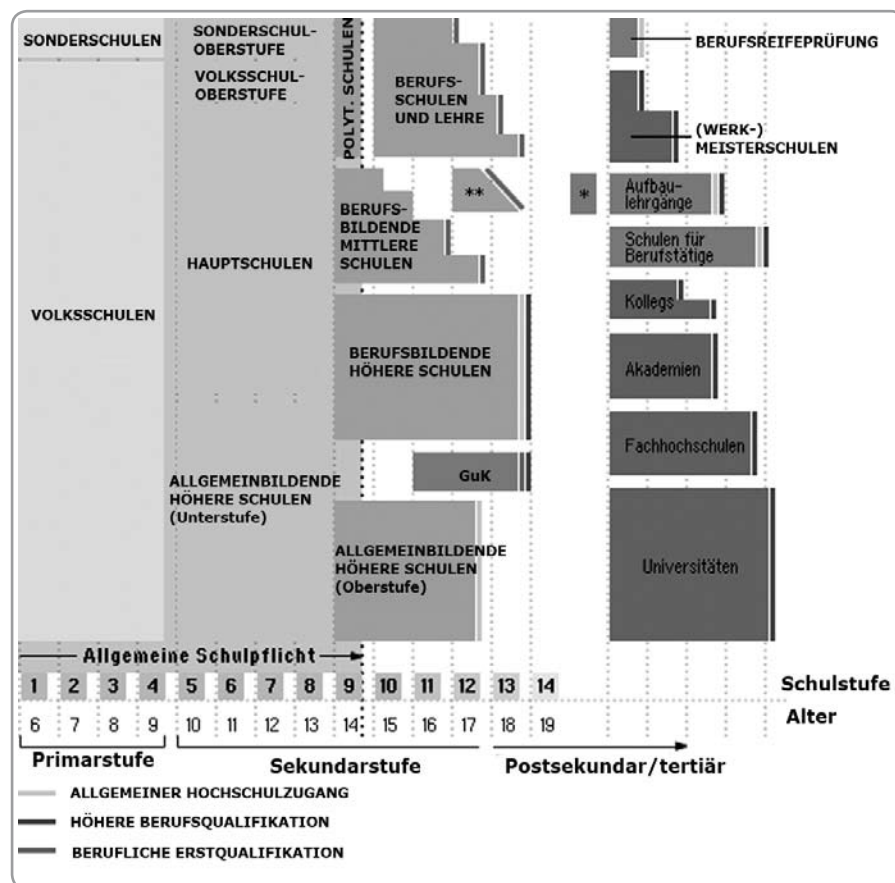 SONDERSCHULEN
SONDERSCHUL-
OBERSTUFE
VOLKSSCHUL-
OBERSTUFE
POLYT. SCHULEN
BERUFS-
SCHULEN
UND LEHRE
BERUFSREIFEPRÜFUNG
(WERK-)
MEISTERSCHULEN
VOLKSSCHULEN
HAUPTSCHULEN
BERUFS-
BILDENDE
MITTLERE
SCHULEN
**
*
Aufbau-
lehrgänge
Schulen für
Berufstätige
Kollegs
BERUFSBILDENDE
HÖHERE SCHULEN
Akademien
Fachhochschulen
GuK
ALLGEMEINBILDENDE
HÖHERE SCHULEN
(Unterstufe)
ALLGEMEINBILDENDE
HÖHERE SCHULEN
(Oberstufe)
Universitäten
Allgemeine Schulpflicht
1 2 3 4 5 6 7 8 9 10 11 12 13 14 Schulstufe
6 7 8 9 10 11 12 13 14 15 16 17 18 19 Alter
Primarstufe Sekundarstufe Postsekundar/tertiär
ALLGEMEINER HOCHSCHULZUGANG
HÖHERE BERUFSQUALIFIKATION
BERUFLICHE ERSTQUALIFIKATION